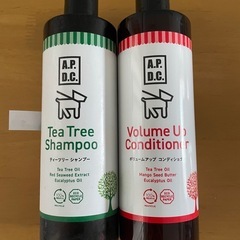 A.P.
D.C.
Tea Tree
Shampoo
ティーツリー シャンプー
Tea Tree Oil
Red Seaweed Extract
Eucalyptus Oil
A.P.
D.C.
Volume Up
Conditioner
ボリュームアップ コンディショナー
Tea Tree Oil
Mango Seed Butter
Eucalyptus Oil